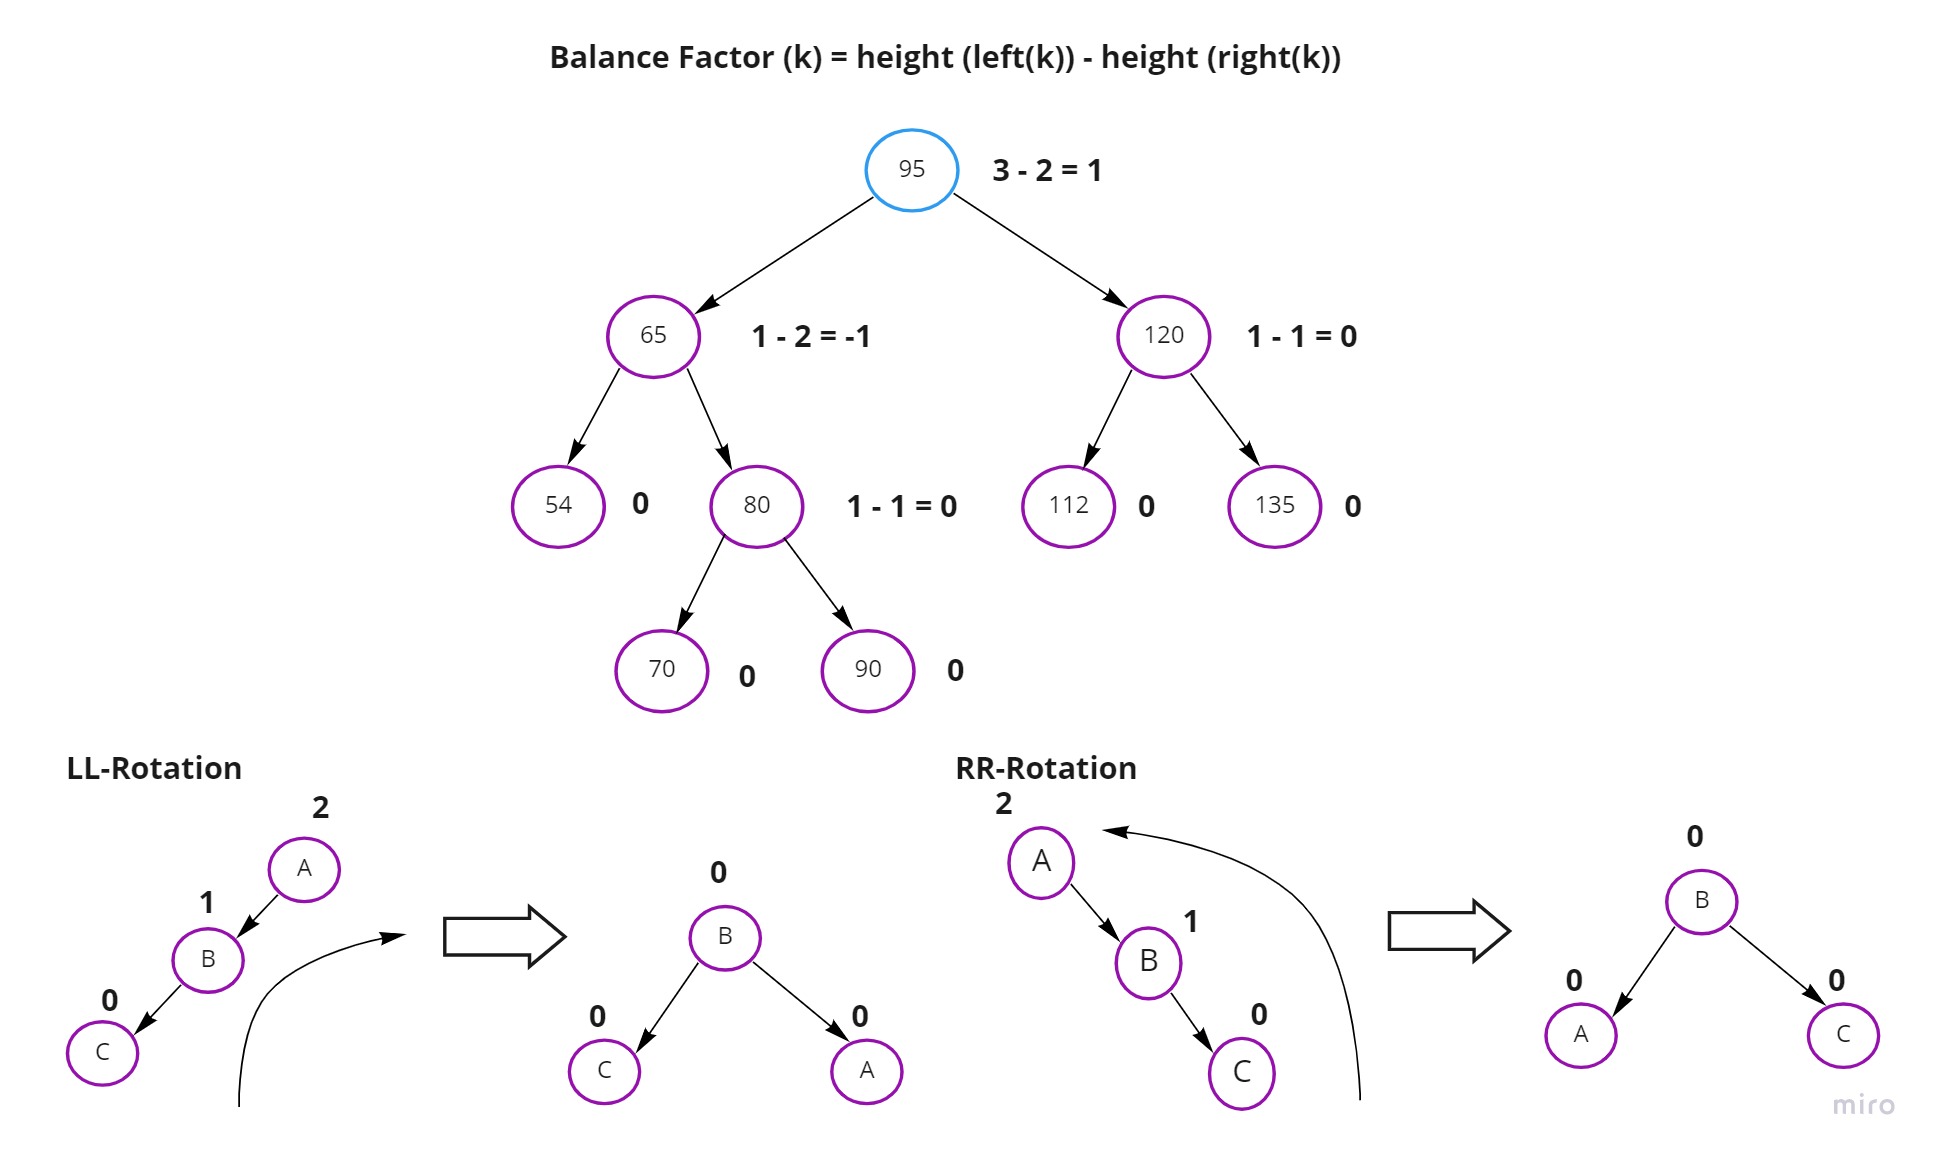 Balance Factor (k) = height (left(k)) - height (right(k))
95 3 - 2 = 1
65 1 - 2 = -1 120 1 - 1 = 0
54 0 80 1 - 1 = 0 112 0 135 0
70 0 90 0
LL-Rotation
2
A
1
B
0
C
0
B
0
C
0
A
RR-Rotation
2
A
1
B
0
C
0
B
0
A
0
C
miro